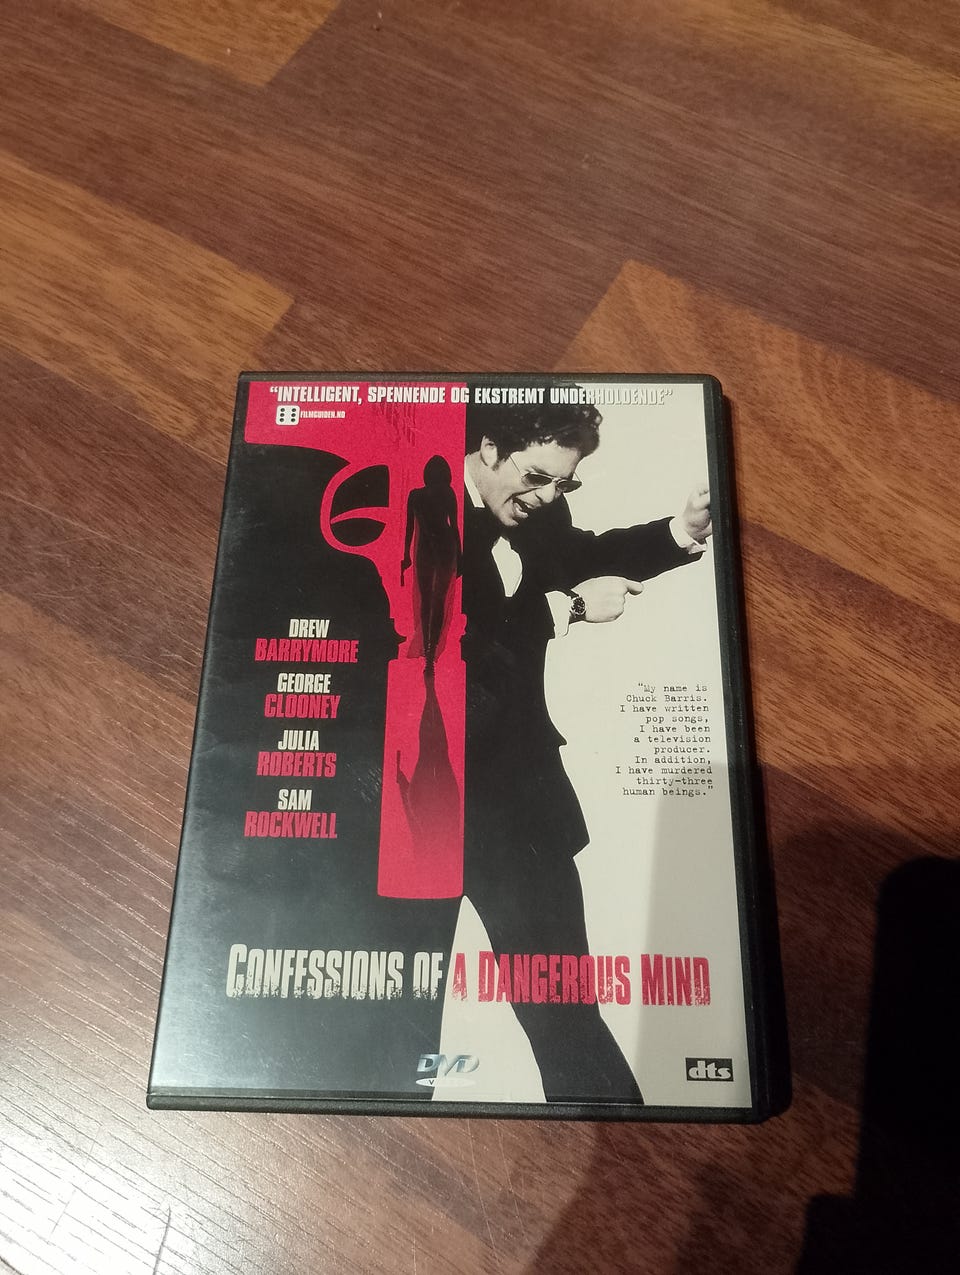 "INTELLIGENT, SPENNENDE OG EKSTREMT UNDERHOLDENDE"
FILMGUIDEN.NO
DREW
BARRYMORE
GEORGE
CLOONEY
JULIA
ROBERTS
SAM
ROCKWELL
"My name is
Chuck Barris.
I have written
pop songs,
I have been
a television
producer.
In addition,
I have murdered
thirty-three
human beings."
CONFESSIONS OF A DANGEROUS MIND
DVD
VIDEO
dts